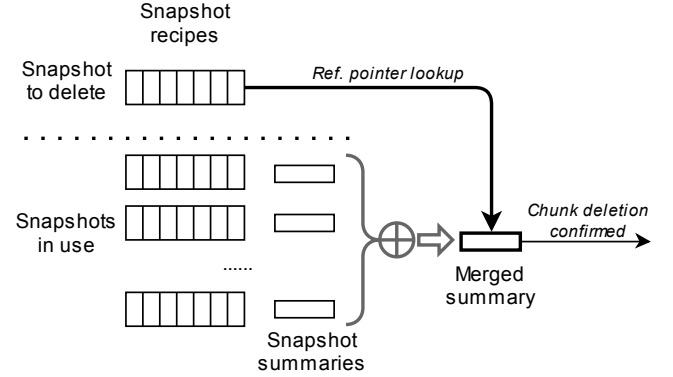 Snapshot
recipes
Snapshot
to delete
Ref. pointer lookup
Snapshots
in use
......
Chunk deletion
confirmed
Merged
summary
Snapshot
summaries